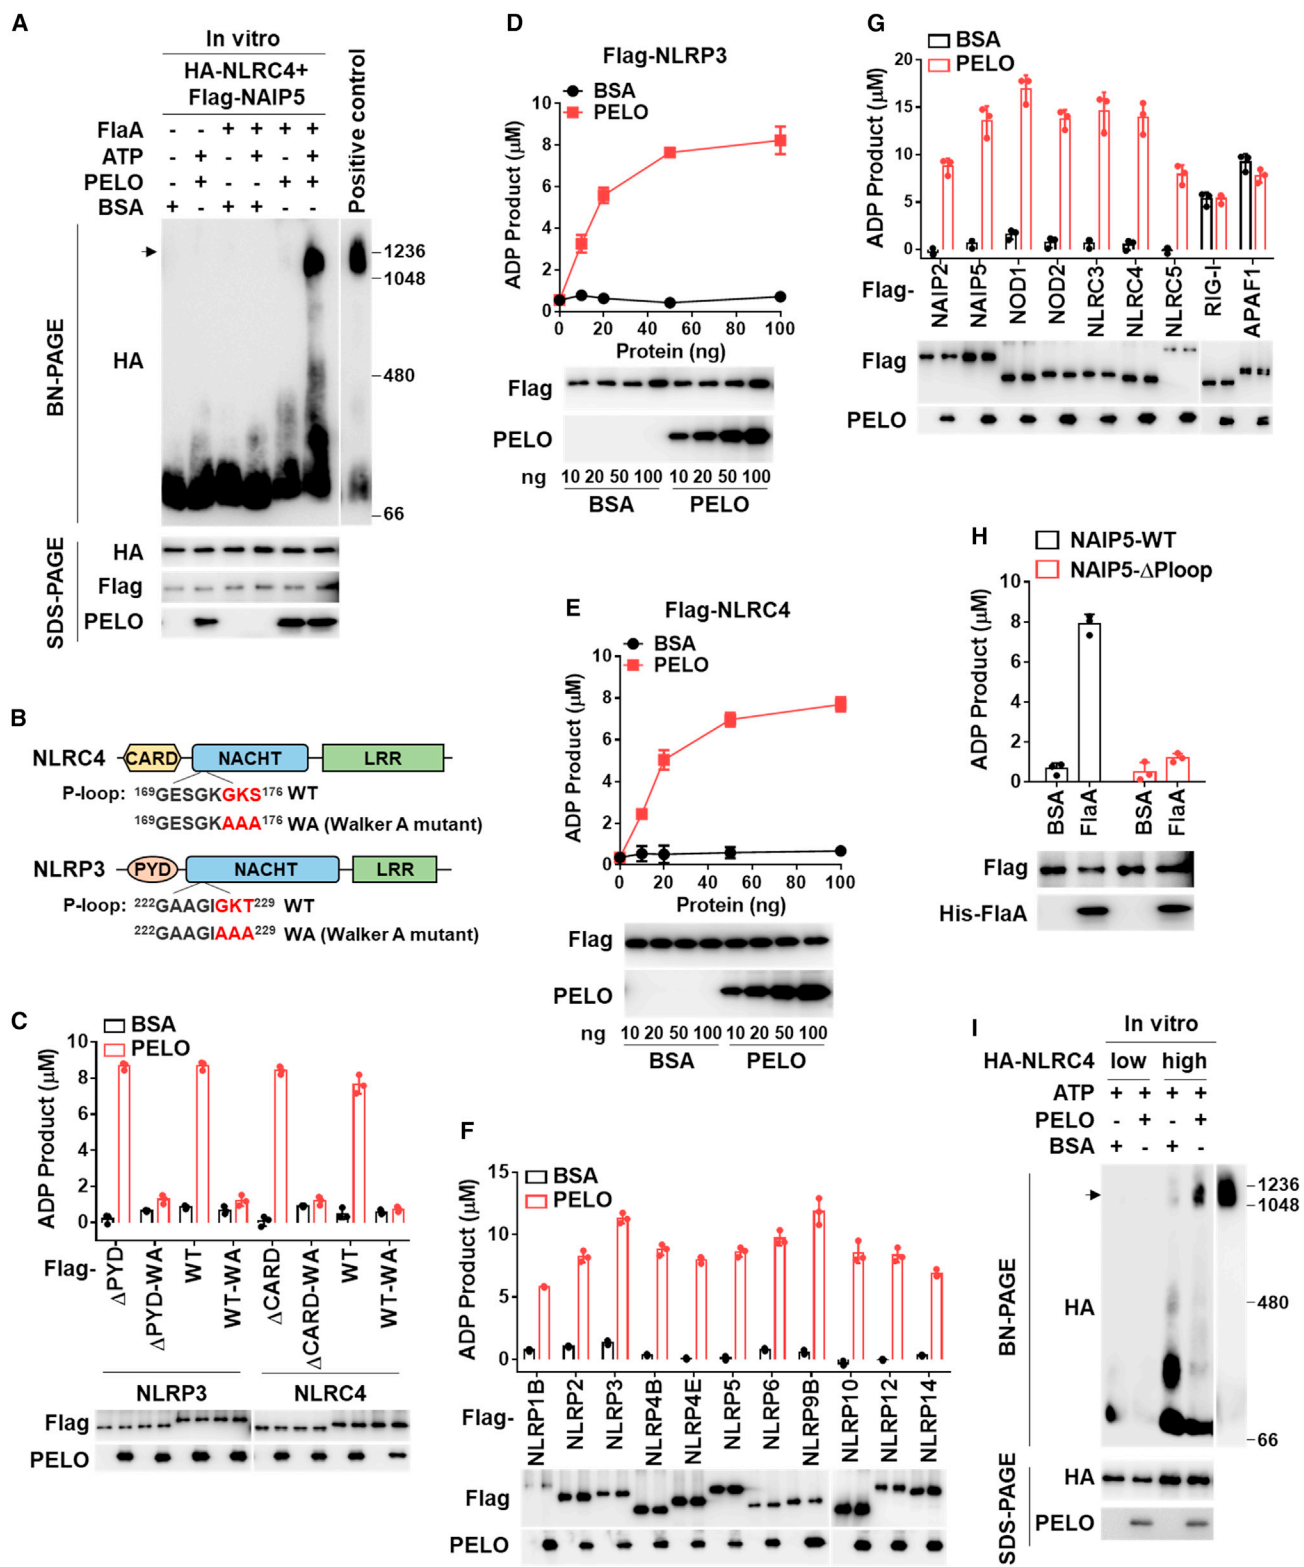 A
In vitro
HA-NLRC4+
Flag-NAIP5
Positive control
FlaA - - + + + +
ATP - + - + - +
PELO - + - - + +
BSA + - + + - -
BN-PAGE
HA
1236
1048
480
66
SDS-PAGE
HA
Flag
PELO
B
NLRC4 CARD NACHT LRR
P-loop: 169GESGKGKS176 WT
169GESGKAAA176 WA (Walker A mutant)
NLRP3 PYD NACHT LRR
P-loop: 222GAAGIGKT229 WT
222GAAGIAAA229 WA (Walker A mutant)
C
BSA
PELO
ADP Product (μM)
10
8
6
4
2
0
Flag- ΔPYD ΔPYD-WA WT WT-WA ΔCARD ΔCARD-WA WT WT-WA
NLRP3 NLRC4
Flag
PELO
D
Flag-NLRP3
BSA
PELO
ADP Product (μM)
10
8
6
4
2
0
0 20 40 60 80 100
Protein (ng)
Flag
PELO
ng 10 20 50 100 10 20 50 100
BSA PELO
E
Flag-NLRC4
BSA
PELO
ADP Product (μM)
10
8
6
4
2
0
0 20 40 60 80 100
Protein (ng)
Flag
PELO
ng 10 20 50 100 10 20 50 100
BSA PELO
F
BSA
PELO
ADP Product (μM)
15
10
5
0
Flag- NLRP1B NLRP2 NLRP3 NLRP4B NLRP4E NLRP5 NLRP6 NLRP9B NLRP10 NLRP12 NLRP14
Flag
PELO
G
BSA
PELO
ADP Product (μM)
20
15
10
5
0
Flag- NAIP2 NAIP5 NOD1 NOD2 NLRC3 NLRC4 NLRC5 RIG-I APAF1
Flag
PELO
H
NAIP5-WT
NAIP5-ΔPloop
ADP Product (μM)
10
8
6
4
2
0
BSA FlaA BSA FlaA
Flag
His-FlaA
I
In vitro
HA-NLRC4 low high
ATP + + + +
PELO - + - +
BSA + - + -
BN-PAGE
HA
1236
1048
480
66
SDS-PAGE
HA
PELO